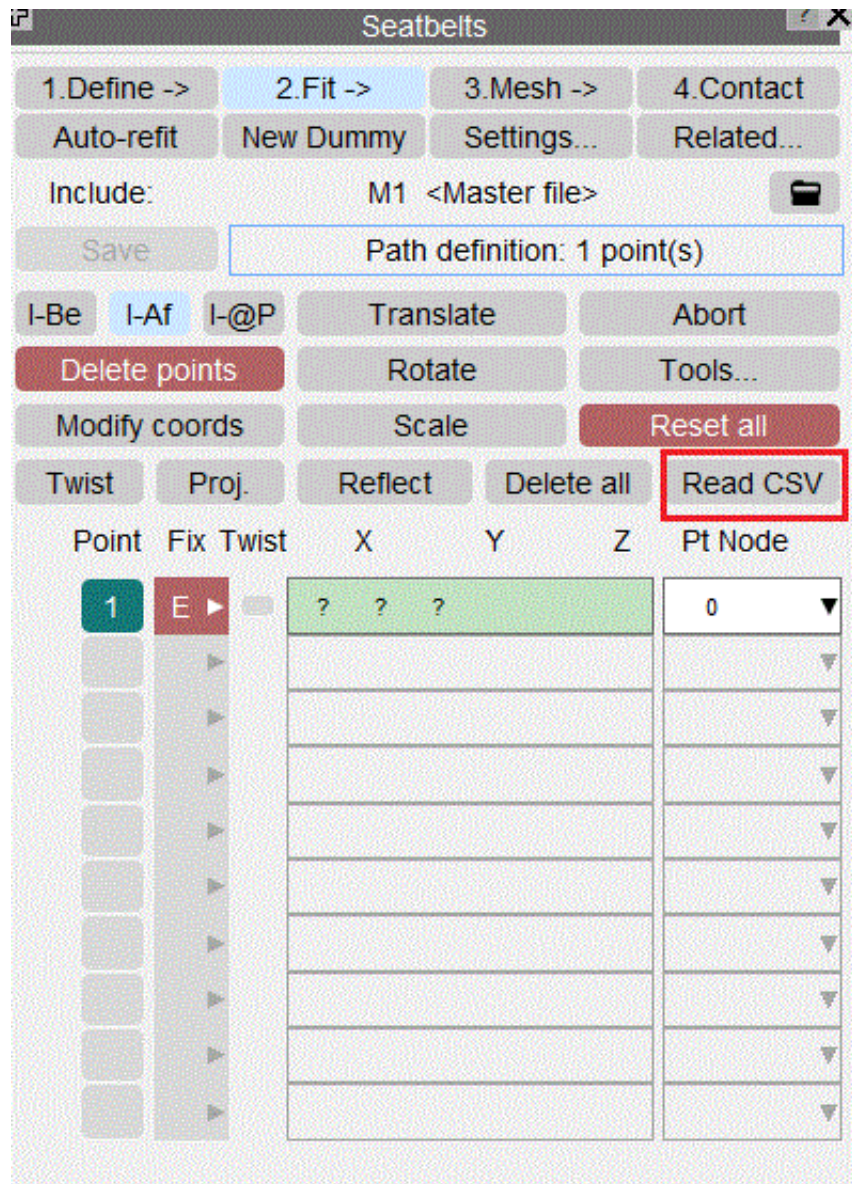 Seatbelts ? X
1.Define -> 2.Fit -> 3.Mesh -> 4.Contact
Auto-refit New Dummy Settings... Related...
Include: M1 <Master file>
Save Path definition: 1 point(s)
I-Be I-Af I-@P Translate Abort
Delete points Rotate Tools...
Modify coords Scale Reset all
Twist Proj. Reflect Delete all Read CSV
Point Fix Twist X Y Z Pt Node
1 E ? ? ? 0